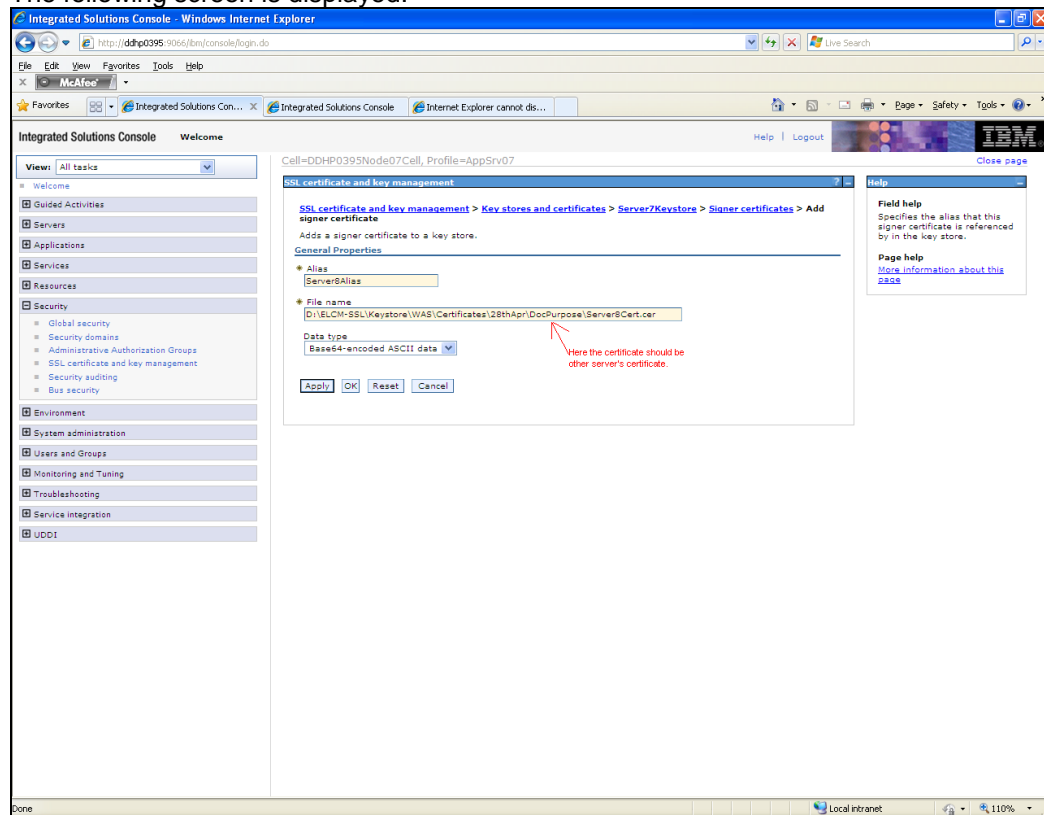 The following screen is displayed:
Integrated Solutions Console - Windows Internet Explorer
http://ddhp0395:9066/ibm/console/login.do
Live Search
File Edit View Favorites Tools Help
x McAfee
Favorites Integrated Solutions Con... X Integrated Solutions Console Internet Explorer cannot dis... Page Safety Tools
Integrated Solutions Console Welcome Help | Logout IBM.
Cell=DDHP0395Node07Cell, Profile=AppSrv07 Close page
View: All tasks
Welcome
Guided Activities
Servers
Applications
Services
Resources
Security
Global security
Security domains
Administrative Authorization Groups
SSL certificate and key management
Security auditing
Bus security
Environment
System administration
Users and Groups
Monitoring and Tuning
Troubleshooting
Service integration
UDDI
SSL certificate and key management ? -
SSL certificate and key management > Key stores and certificates > Server7Keystore > Signer certificates > Add
signer certificate
Adds a signer certificate to a key store.
General Properties
* Alias
Server8Alias
* File name
D:\ELCM-SSL\Keystore\WAS\Certificates\28thApr\DocPurpose\Server8Cert.cer
Data type
Base64-encoded ASCII data
Here the certificate should be
other server's certificate.
Apply OK Reset Cancel
Help -
Field help
Specifies the alias that this
signer certificate is referenced
by in the key store.
Page help
More information about this
page
Done Local intranet 110%